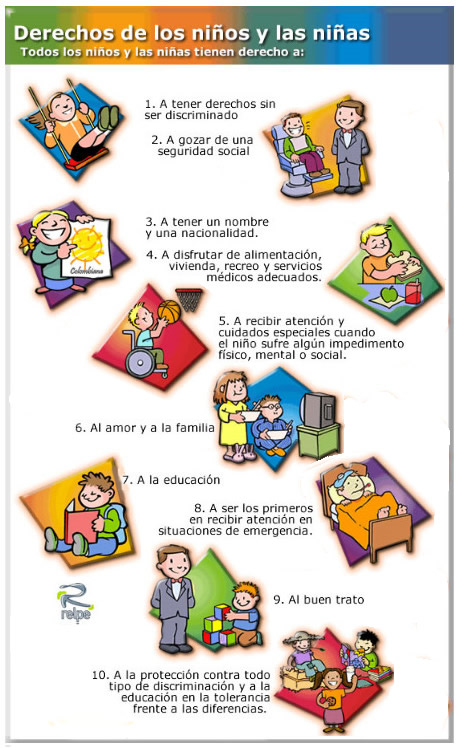 Derechos de los niños y las niñas
Todos los niños y las niñas tienen derecho a:
1. A tener derechos sin
ser discriminado
2. A gozar de una
seguridad social
3. A tener un nombre
y una nacionalidad.
Colombiana
4. A disfrutar de alimentación,
vivienda, recreo y servicios
médicos adecuados.
5. A recibir atención y
cuidados especiales cuando
el niño sufre algún impedimento
físico, mental o social.
6. Al amor y a la familia
7. A la educación
8. A ser los primeros
en recibir atención en
situaciones de emergencia.
relpe
9. Al buen trato
10. A la protección contra todo
tipo de discriminación y a la
educación en la tolerancia
frente a las diferencias.